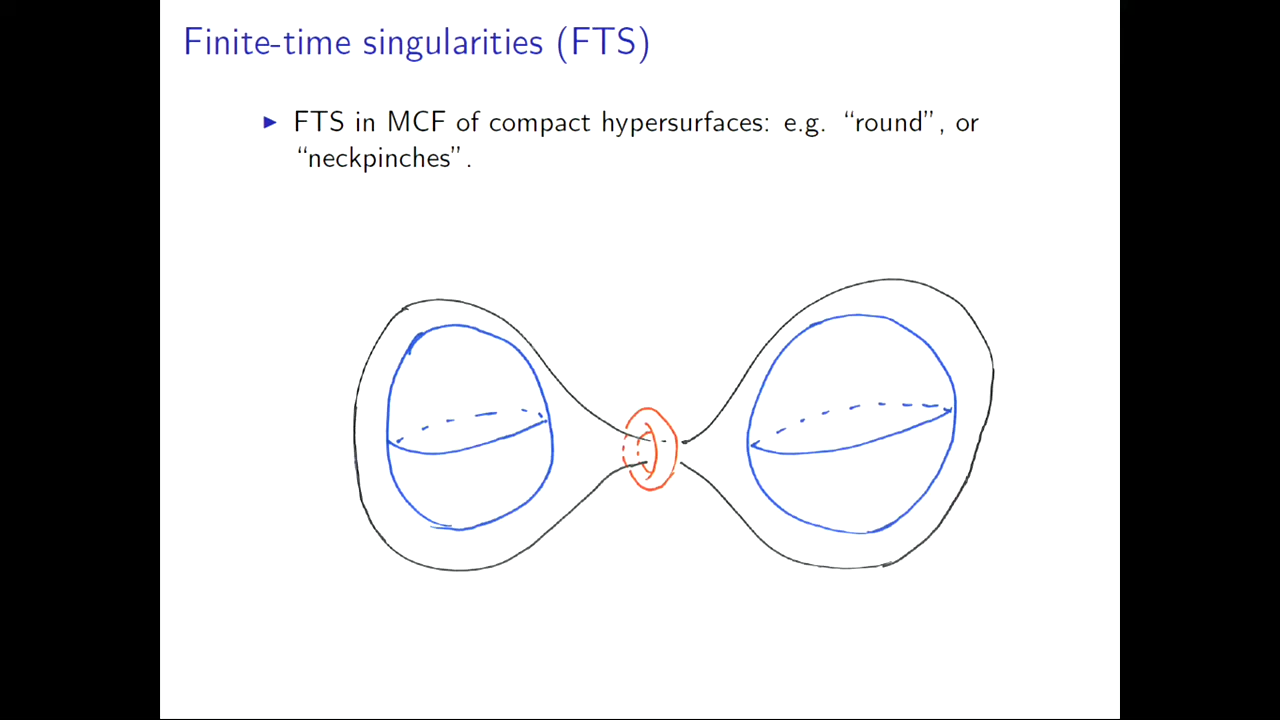 Finite-time singularities (FTS)
▶ FTS in MCF of compact hypersurfaces: e.g. “round”, or
“neckpinches”.